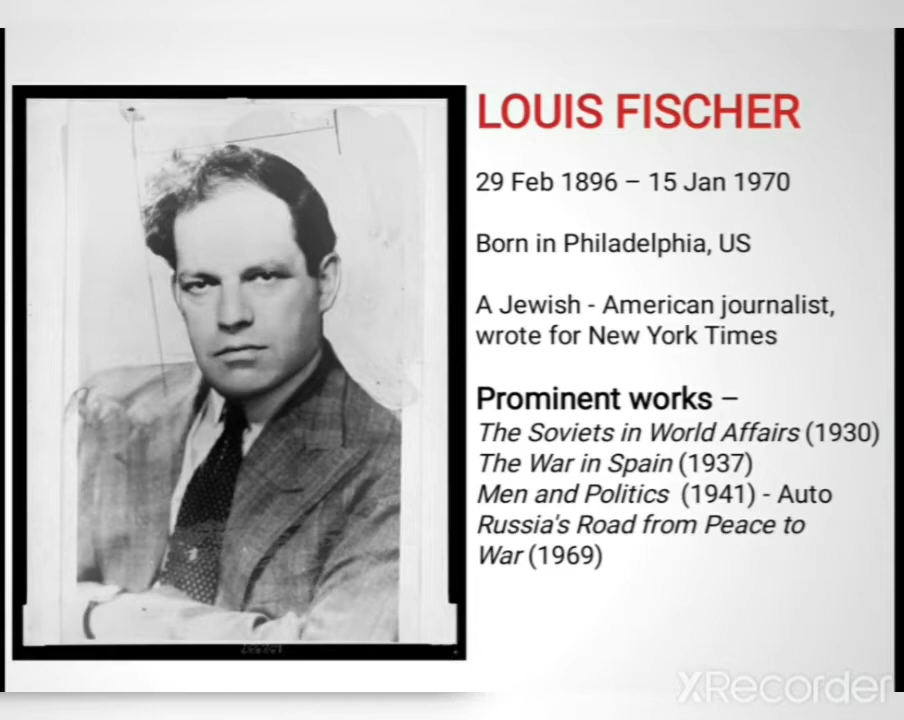 LOUIS FISCHER
29 Feb 1896 – 15 Jan 1970
Born in Philadelphia, US
A Jewish - American journalist,
wrote for New York Times
Prominent works –
The Soviets in World Affairs (1930)
The War in Spain (1937)
Men and Politics (1941) - Auto
Russia's Road from Peace to
War (1969)
XRecorder